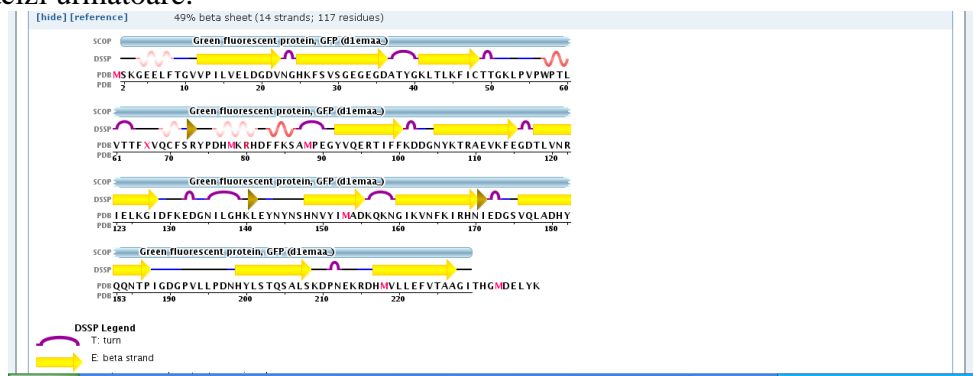 [hide] [reference] 49% beta sheet (14 strands; 117 residues)
SCOP Green fluorescent protein, GFP (d1emaa_)
DSSP
PDB MSKGEELFTGVVPILVELDGDVNGHKFSVSGEGEGDATYGKLTLKFICTTGKLPVPWPTL
PDB 2 10 20 30 40 50 60
SCOP Green fluorescent protein, GFP (d1emaa_)
DSSP
PDB VTTFXVQCFSRYPDHMKRHDFFKSAMPEGYVQERTIFFKDDGNYKTRAEVKFEGDTLVNR
PDB 61 70 80 90 100 110 120
SCOP Green fluorescent protein, GFP (d1emaa_)
DSSP
PDB IELKGIDFKEDGNILGHKLEYNYNSHNVYIMADKQKNGIKVNFKIRHNIEDGSVQLADHY
PDB 123 130 140 150 160 170 180
SCOP Green fluorescent protein, GFP (d1emaa_)
DSSP
PDB QQNTPIGDGPVLLPDNHYLSTQSALSKDPNEKRDHMVLLEFVTAAGITHGMDELYK
PDB 183 190 200 210 220
DSSP Legend
T: turn
E: beta strand